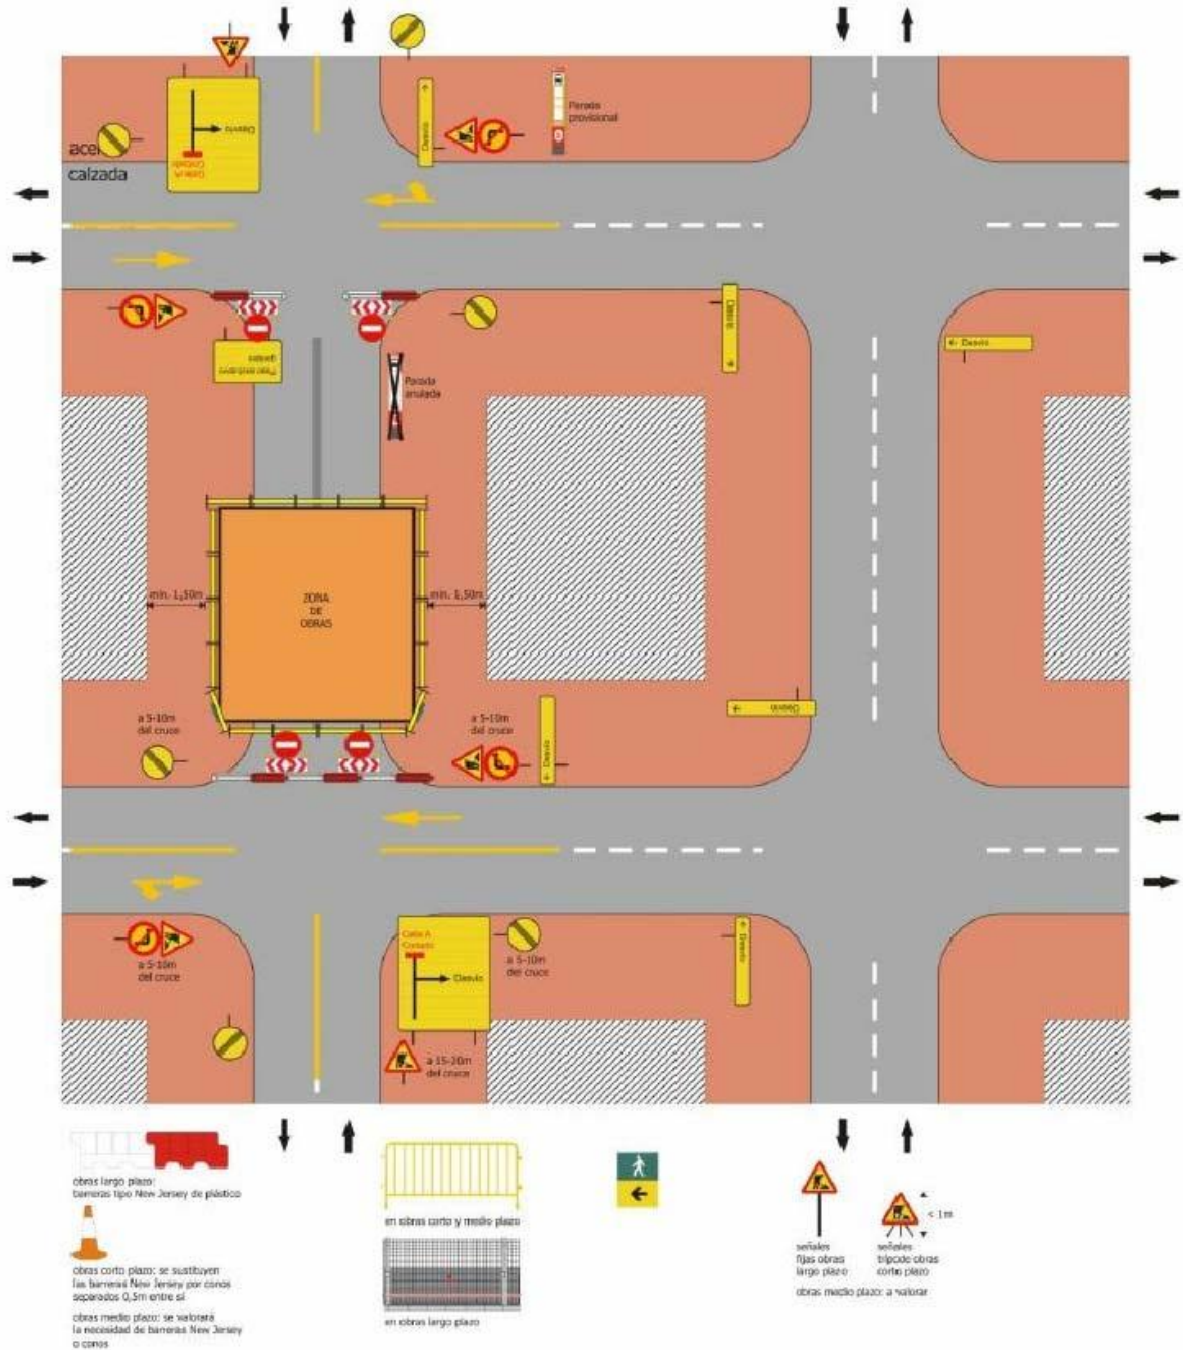 Desvío
Calle A
Cortado
Parada
provisional
Desvío
acera
calzada
Desvío
Desvío
Parada
anulada
min. 1,50m
min. 1,50m
ZONA
DE
OBRAS
a 5-10m
del cruce
a 5-10m
del cruce
Desvío
Desvío
Calle A
Cortado
Desvío
a 5-10m
del cruce
a 5-10m
del cruce
Desvío
a 15-20m
del cruce
obras largo plazo:
barreras tipo New Jersey de plástico
en obras corto y medio plazo
< 1m
señales
fijas obras
largo plazo
señales
trípode obras
corto plazo
obras medio plazo: a valorar
obras corto plazo: se sustituyen
las barreras New Jersey por conos
separados 0,5m entre sí
obras medio plazo: se valorará
la necesidad de barreras New Jersey
o conos
en obras largo plazo